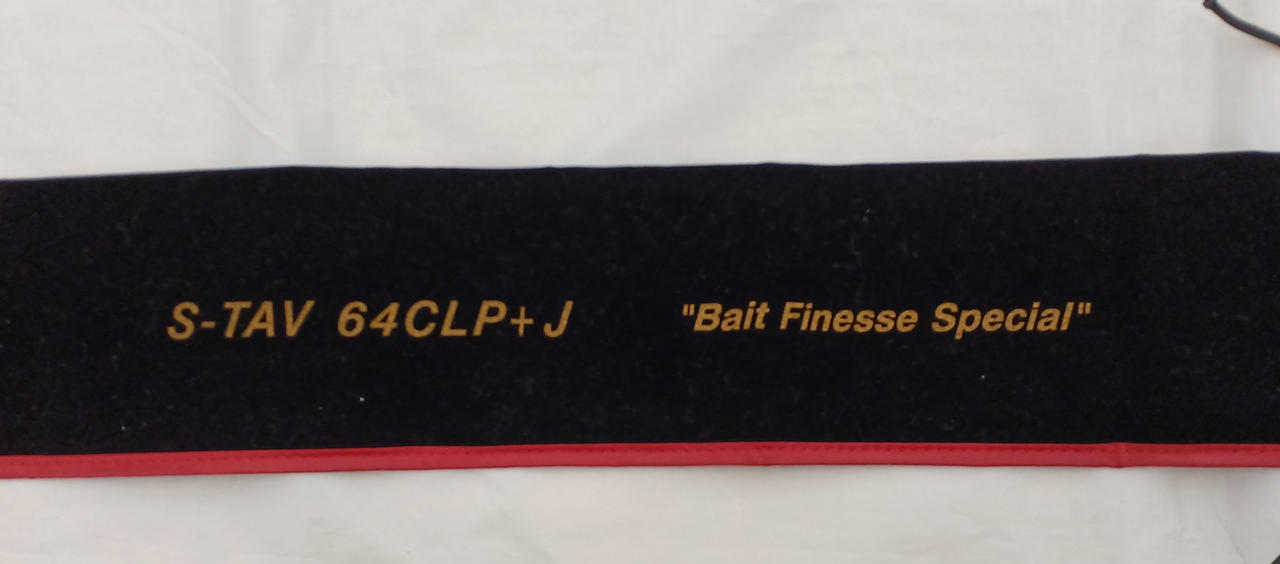 S-TAV 64CLP+J "Bait Finesse Special"